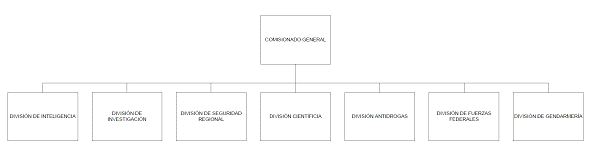 COMISIONADO GENERAL
DIVISIÓN DE INTELIGENCIA
DIVISIÓN DE
INVESTIGACIÓN
DIVISIÓN DE SEGURIDAD
REGIONAL
DIVISIÓN CIENTÍFICIA
DIVISIÓN ANTIDROGAS
DIVISIÓN DE FUERZAS
FEDERALES
DIVISIÓN DE GENDARMERÍA